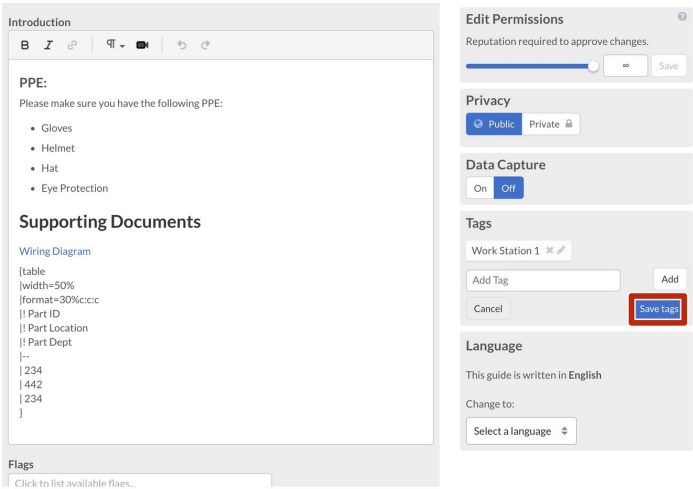 Introduction
B I ¶
PPE:
Please make sure you have the following PPE:
• Gloves
• Helmet
• Hat
• Eye Protection
Supporting Documents
Wiring Diagram
{table
|width=50%
|format=30%c:c:c
|! Part ID
|! Part Location
|! Part Dept
|--
| 234
| 442
| 234
}
Flags
Click to list available flags...
Edit Permissions
?
Reputation required to approve changes.
∞ Save
Privacy
Public Private
Data Capture
On Off
Tags
Work Station 1
Add Tag Add
Cancel Save tags
Language
This guide is written in English
Change to:
Select a language